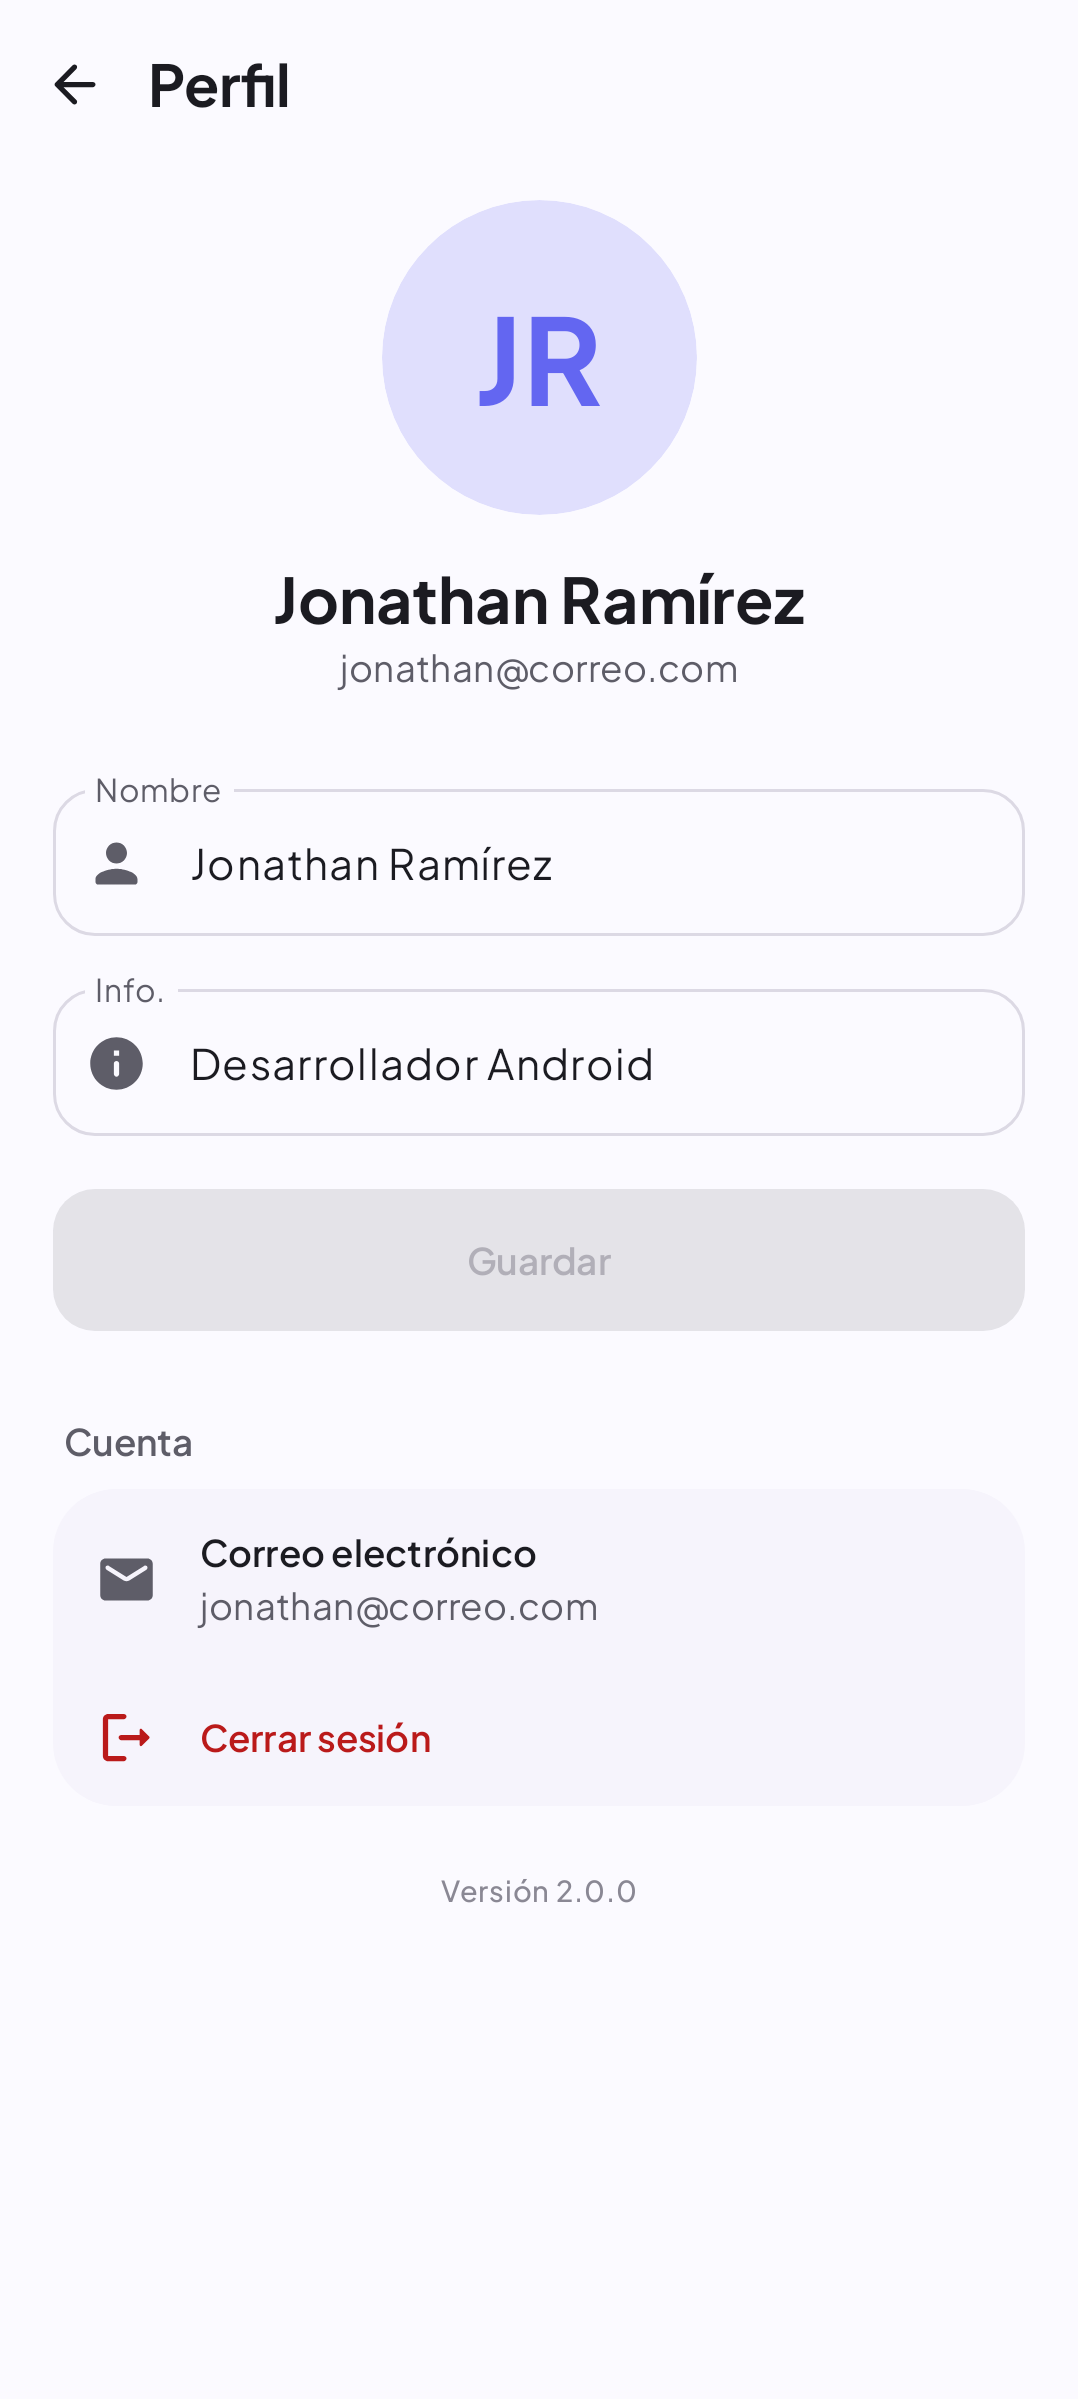 Perfil
JR
Jonathan Ramírez
jonathan@correo.com
Nombre
Jonathan Ramírez
Info.
Desarrollador Android
Guardar
Cuenta
Correo electrónico
jonathan@correo.com
Cerrar sesión
Versión 2.0.0